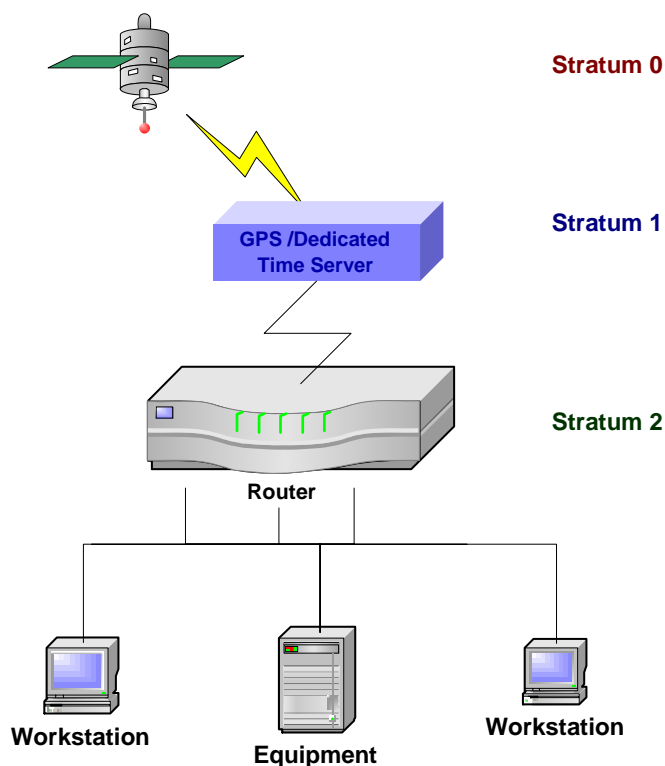 Stratum 0
Stratum 1
GPS /Dedicated
Time Server
Stratum 2
Router
Workstation
Equipment
Workstation